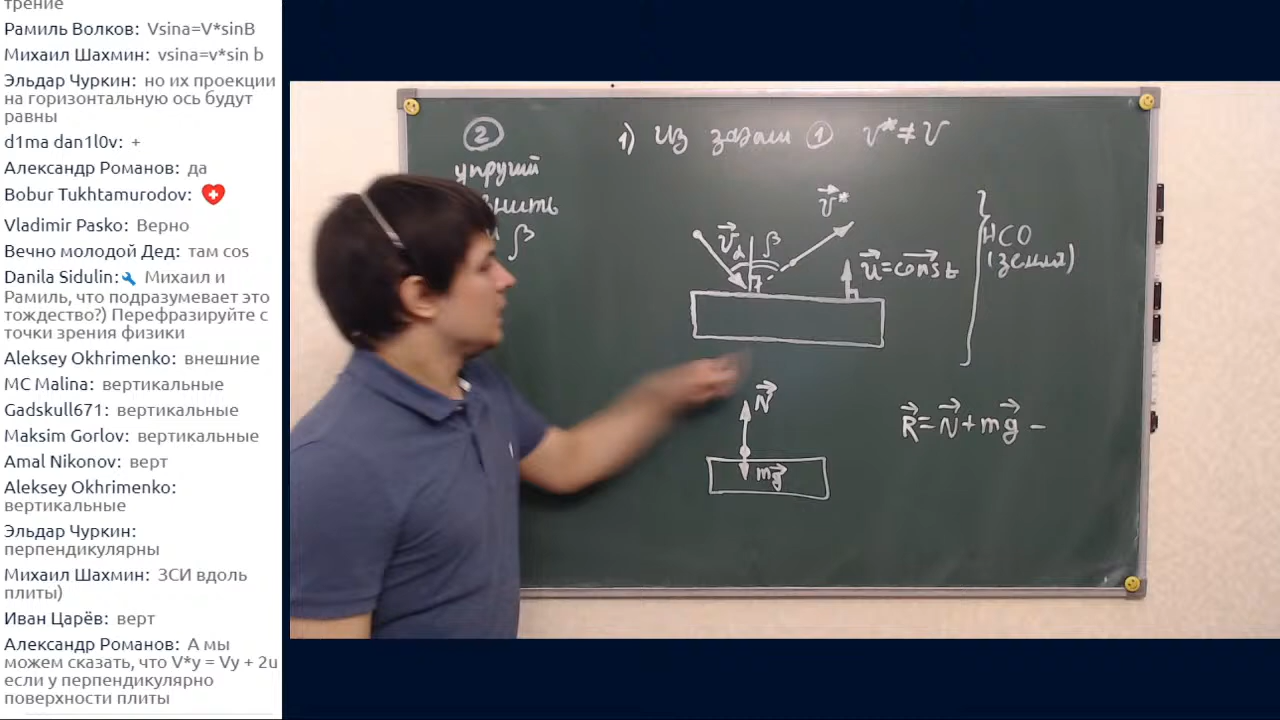 трение
Рамиль Волков: Vsina=V*sinB
Михаил Шахмин: vsina=v*sin b
Эльдар Чуркин: но их проекции
на горизонтальную ось будут
равны
d1ma dan1l0v: +
Александр Романов: да
Bobur Tukhtamurodov:
Vladimir Pasko: Верно
Вечно молодой Дед: там cos
Danila Sidulin: Михаил и
Рамиль, что подразумевает это
тождество?) Перефразируйте с
точки зрения физики
Aleksey Okhrimenko: внешние
MC Malina: вертикальные
Gadskull671: вертикальные
Maksim Gorlov: вертикальные
Amal Nikonov: верт
Aleksey Okhrimenko:
вертикальные
Эльдар Чуркин:
перпендикулярны
Михаил Шахмин: ЗСИ вдоль
плиты)
Иван Царёв: верт
Александр Романов: А мы
можем сказать, что V*y = Vy + 2u
если у перпендикулярно
поверхности плиты
②
упругий
β
1) Из задачи ① v* ≠ v
v⃗*
v⃗
α
β
u⃗=const
НСО
(земля)
N⃗
mg⃗
R⃗=N⃗+mg⃗ –